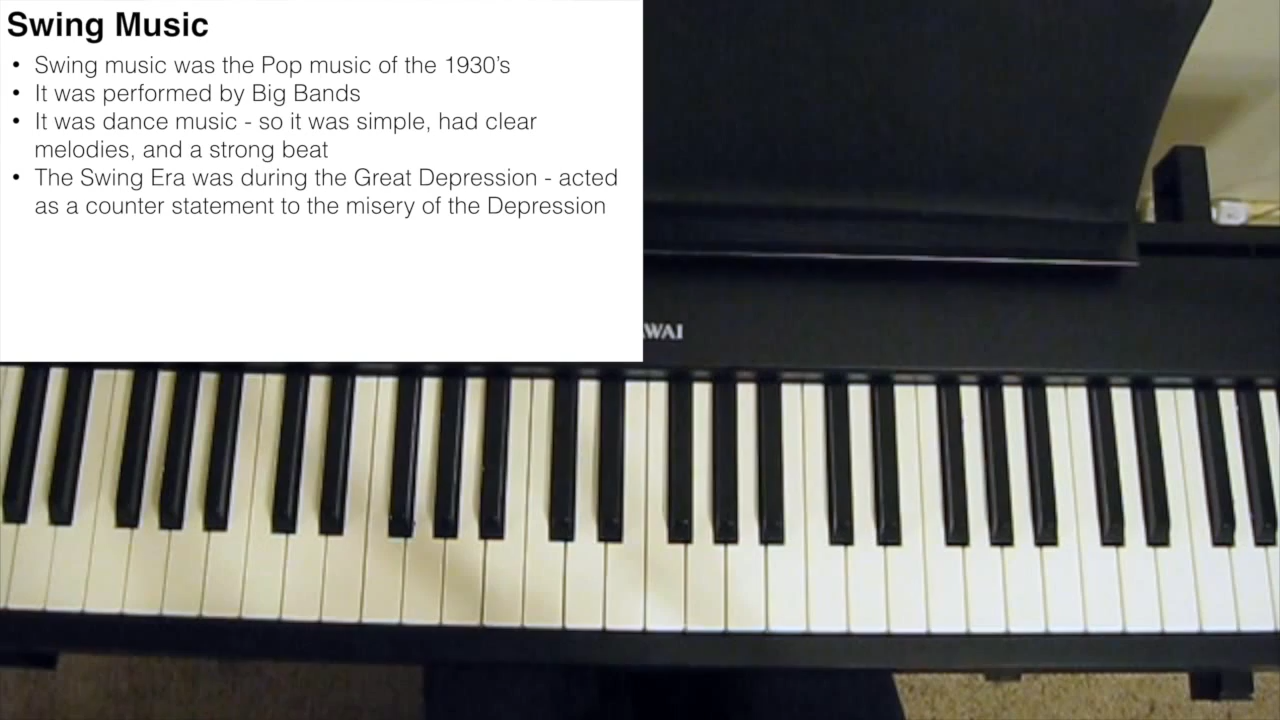 Swing Music
• Swing music was the Pop music of the 1930’s
• It was performed by Big Bands
• It was dance music - so it was simple, had clear
melodies, and a strong beat
• The Swing Era was during the Great Depression - acted
as a counter statement to the misery of the Depression
WAI